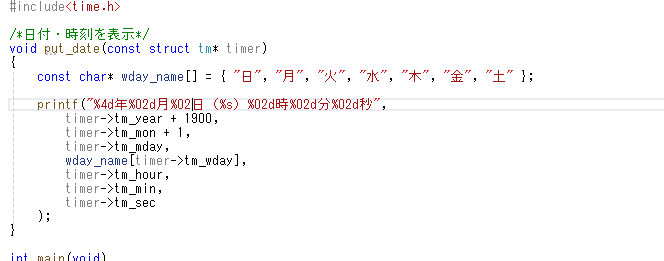 #include<time.h>
/*日付・時刻を表示*/
void put_date(const struct tm* timer)
{
const char* wday_name[] = { "日", "月", "火", "水", "木", "金", "土" };
printf("%4d年%02d月%02日（%s）%02d時%02d分%02d秒",
timer->tm_year + 1900,
timer->tm_mon + 1,
timer->tm_mday,
wday_name[timer->tm_wday],
timer->tm_hour,
timer->tm_min,
timer->tm_sec
);
}
int main(void)